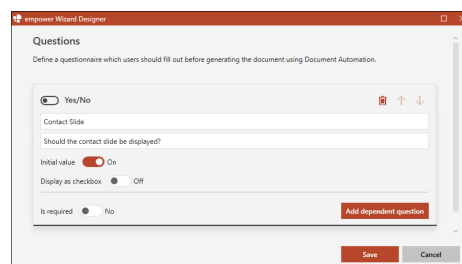 empower Wizard Designer
Questions
Define a questionnaire which users should fill out before generating the document using Document Automation.
Yes/No
Contact Slide
Should the contact slide be displayed?
Initial value On
Display as checkbox Off
Is required No
Add dependent question
Save Cancel